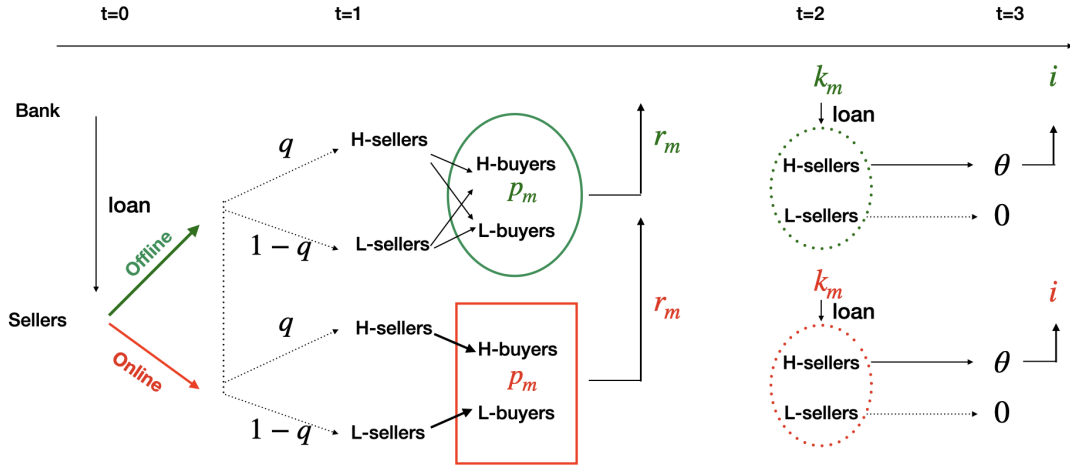 t=0 t=1 t=2 t=3
Bank
loan
Sellers
Offline
Online
q
1 − q
H-sellers
L-sellers
H-buyers
p_m
L-buyers
r_m
q
1 − q
H-sellers
L-sellers
H-buyers
p_m
L-buyers
r_m
k_m
loan
H-sellers
L-sellers
θ
0
i
k_m
loan
H-sellers
L-sellers
θ
0
i